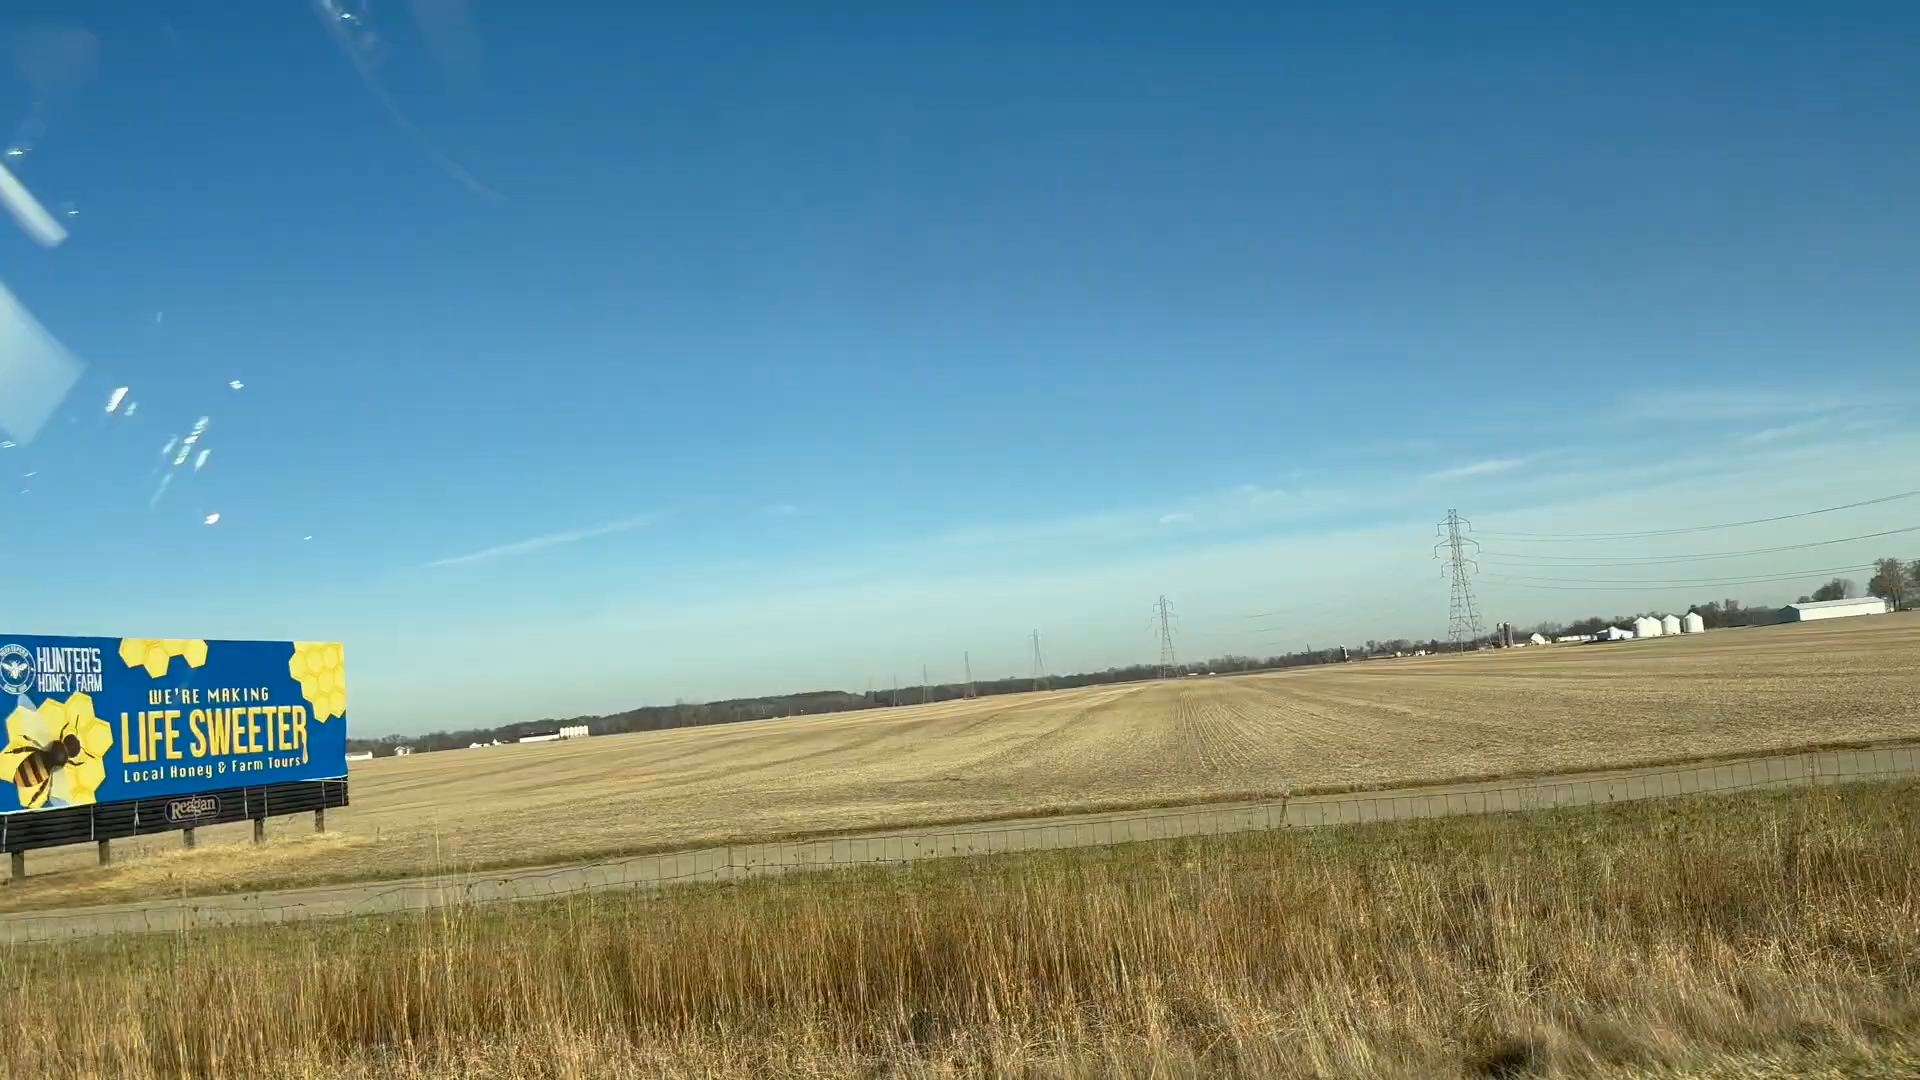 HUNTER'S
HONEY FARM
WE'RE MAKING
LIFE SWEETER
Local Honey & Farm Tours
Reagan